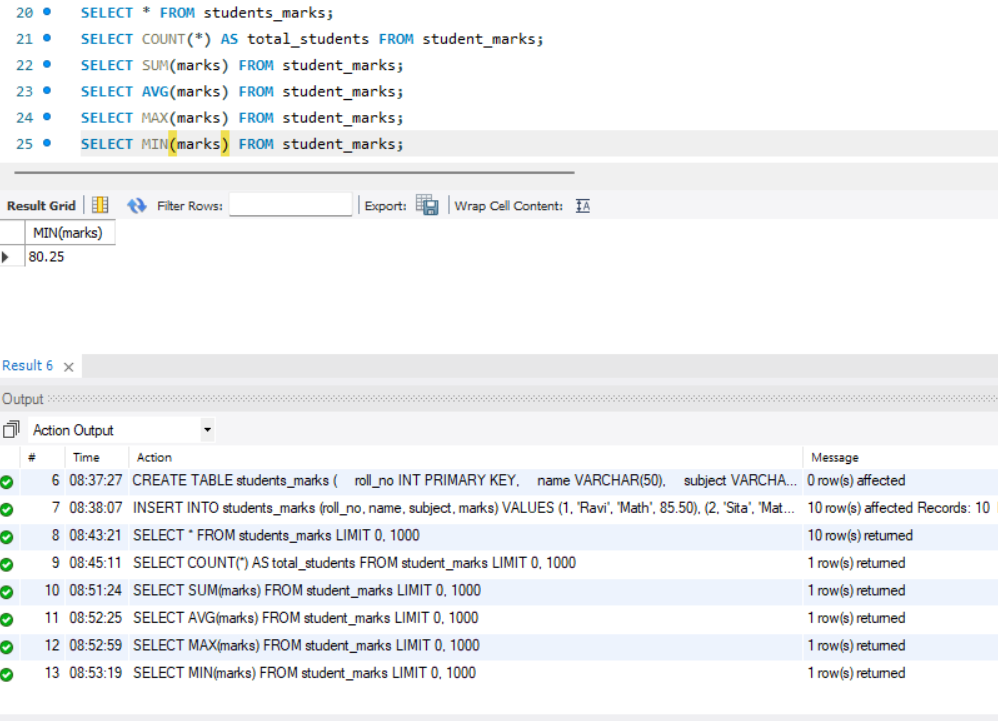 20 SELECT * FROM students_marks;
21 SELECT COUNT(*) AS total_students FROM student_marks;
22 SELECT SUM(marks) FROM student_marks;
23 SELECT AVG(marks) FROM student_marks;
24 SELECT MAX(marks) FROM student_marks;
25 SELECT MIN(marks) FROM student_marks;
Result Grid Filter Rows: Export: Wrap Cell Content: IA
MIN(marks)
80.25
Result 6 ×
Output
Action Output
# Time Action Message
6 08:37:27 CREATE TABLE students_marks ( roll_no INT PRIMARY KEY, name VARCHAR(50), subject VARCHA... 0 row(s) affected
7 08:38:07 INSERT INTO students_marks (roll_no, name, subject, marks) VALUES (1, 'Ravi', 'Math', 85.50), (2, 'Sita', 'Mat... 10 row(s) affected Records: 10
8 08:43:21 SELECT * FROM students_marks LIMIT 0, 1000 10 row(s) returned
9 08:45:11 SELECT COUNT(*) AS total_students FROM student_marks LIMIT 0, 1000 1 row(s) returned
10 08:51:24 SELECT SUM(marks) FROM student_marks LIMIT 0, 1000 1 row(s) returned
11 08:52:25 SELECT AVG(marks) FROM student_marks LIMIT 0, 1000 1 row(s) returned
12 08:52:59 SELECT MAX(marks) FROM student_marks LIMIT 0, 1000 1 row(s) returned
13 08:53:19 SELECT MIN(marks) FROM student_marks LIMIT 0, 1000 1 row(s) returned